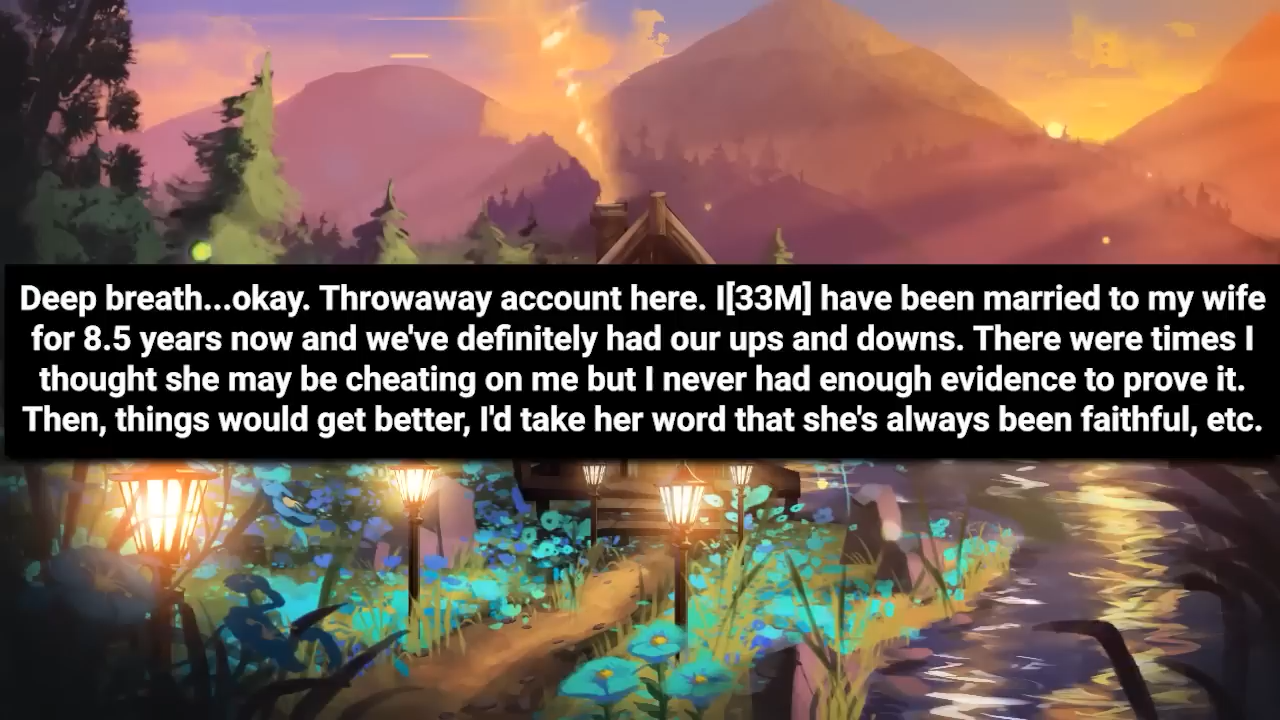 Deep breath...okay. Throwaway account here. I[33M] have been married to my wife
for 8.5 years now and we've definitely had our ups and downs. There were times I
thought she may be cheating on me but I never had enough evidence to prove it.
Then, things would get better, I'd take her word that she's always been faithful, etc.